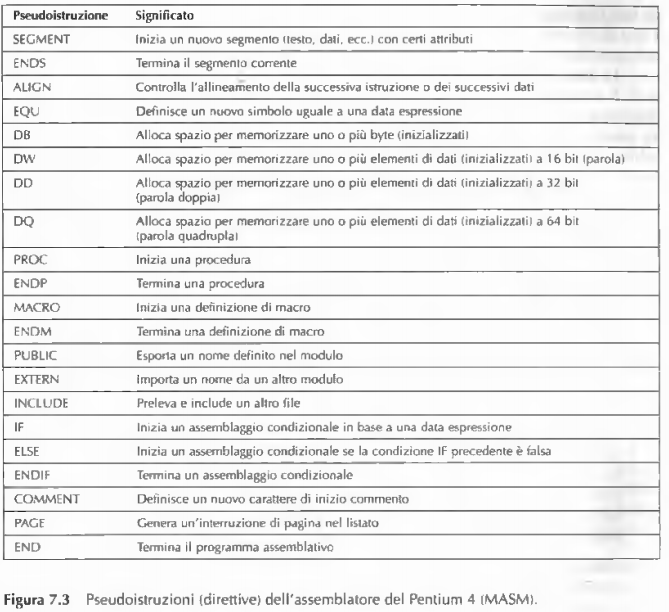 Pseudoistruzione Significato
SEGMENT Inizia un nuovo segmento (testo, dati, ecc.) con certi attributi
ENDS Termina il segmento corrente
ALIGN Controlla l'allineamento della successiva istruzione o dei successivi dati
EQU Definisce un nuovo simbolo uguale a una data espressione
DB Alloca spazio per memorizzare uno o più byte (inizializzati)
DW Alloca spazio per memorizzare uno o più elementi di dati (inizializzati) a 16 bit (parola)
DD Alloca spazio per memorizzare uno o più elementi di dati (inizializzati) a 32 bit
(parola doppia)
DQ Alloca spazio per memorizzare uno o più elementi di dati (inizializzati) a 64 bit
(parola quadrupla)
PROC Inizia una procedura
ENDP Termina una procedura
MACRO Inizia una definizione di macro
ENDM Termina una definizione di macro
PUBLIC Esporta un nome definito nel modulo
EXTERN Importa un nome da un altro modulo
INCLUDE Preleva e include un altro file
IF Inizia un assemblaggio condizionale in base a una data espressione
ELSE Inizia un assemblaggio condizionale se la condizione IF precedente è falsa
ENDIF Termina un assemblaggio condizionale
COMMENT Definisce un nuovo carattere di inizio commento
PAGE Genera un'interruzione di pagina nel listato
END Termina il programma assemblativo
Figura 7.3 Pseudoistruzioni (direttive) dell'assemblatore del Pentium 4 (MASM).